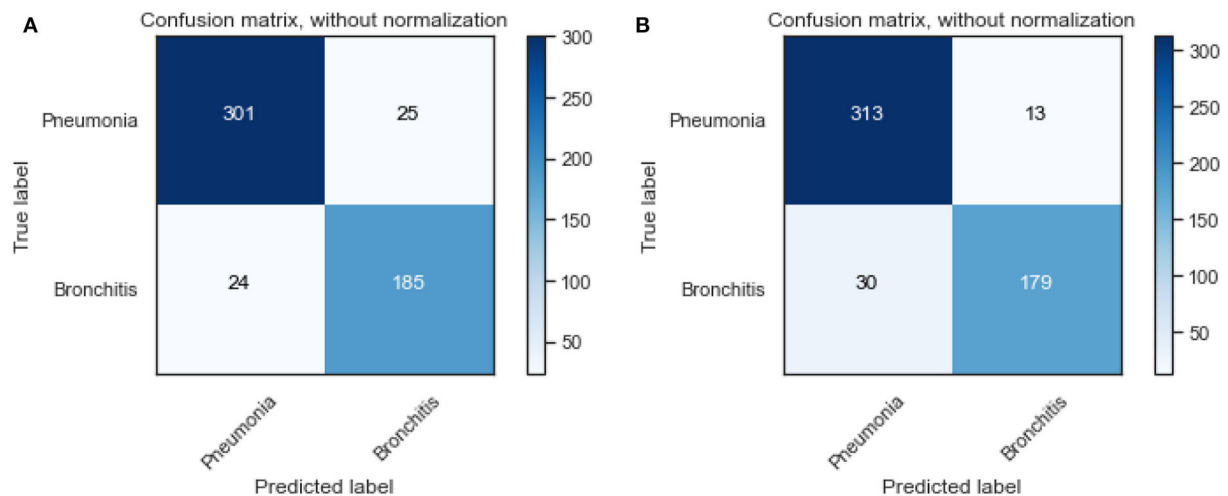 A
Confusion matrix, without normalization
True label
Pneumonia
Bronchitis
301 25
24 185
Pneumonia
Bronchitis
Predicted label
300
250
200
150
100
50
B
Confusion matrix, without normalization
True label
Pneumonia
Bronchitis
313 13
30 179
Pneumonia
Bronchitis
Predicted label
300
250
200
150
100
50